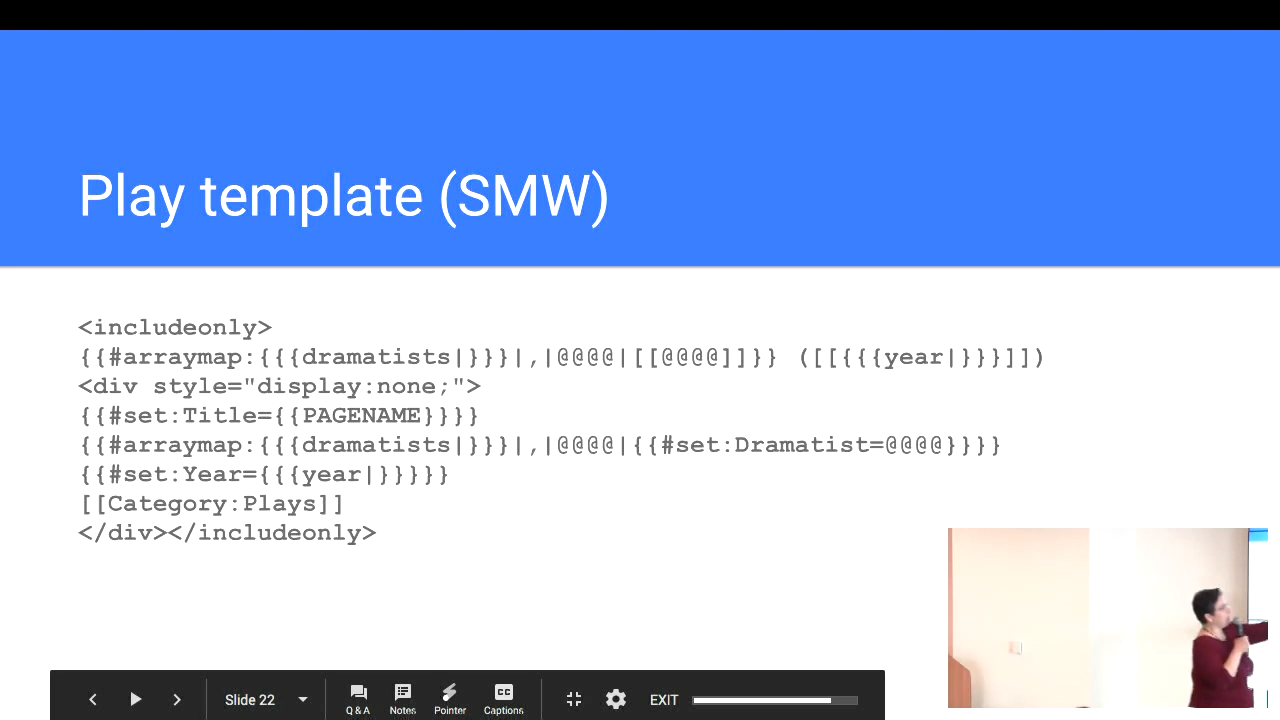 Play template (SMW)
<includeonly>
{{#arraymap:{{{dramatists|}}}|,|@@@@|[[@@@@]]}} ([[{{{year|}}}]])
<div style="display:none;">
{{#set:Title={{PAGENAME}}}}
{{#arraymap:{{{dramatists|}}}|,|@@@@|{{#set:Dramatist=@@@@}}}}
{{#set:Year={{{year|}}}}}
[[Category:Plays]]
</div></includeonly>
Slide 22
Q & A
Notes
Pointer
CC
Captions
EXIT